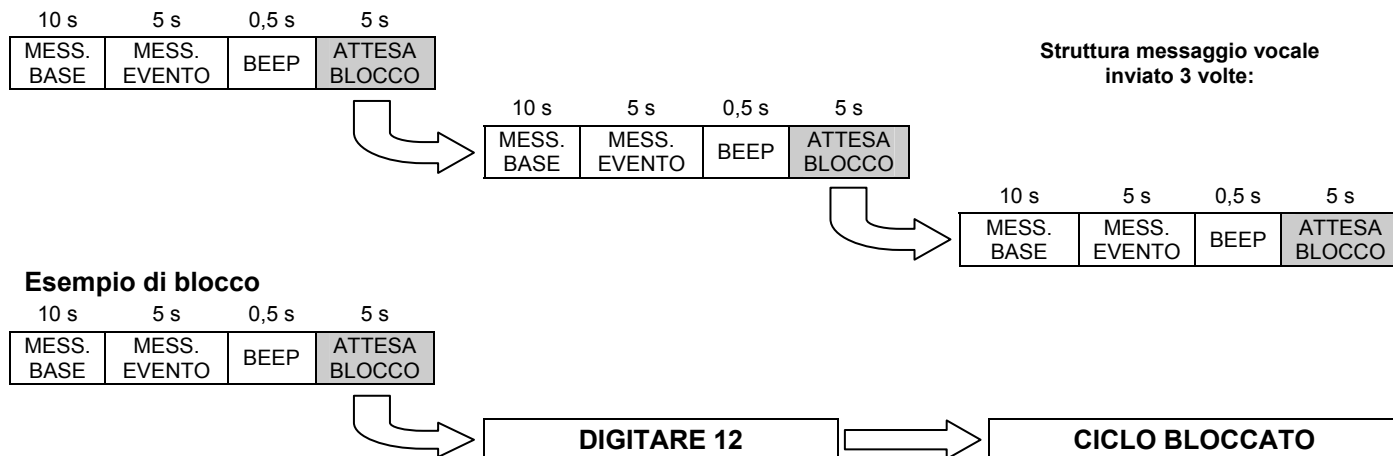 10 s 5 s 0,5 s 5 s
MESS. MESS. BEEP ATTESA
BASE EVENTO BLOCCO
Struttura messaggio vocale
inviato 3 volte:
10 s 5 s 0,5 s 5 s
MESS. MESS. BEEP ATTESA
BASE EVENTO BLOCCO
10 s 5 s 0,5 s 5 s
MESS. MESS. BEEP ATTESA
BASE EVENTO BLOCCO
Esempio di blocco
10 s 5 s 0,5 s 5 s
MESS. MESS. BEEP ATTESA
BASE EVENTO BLOCCO
DIGITARE 12 CICLO BLOCCATO